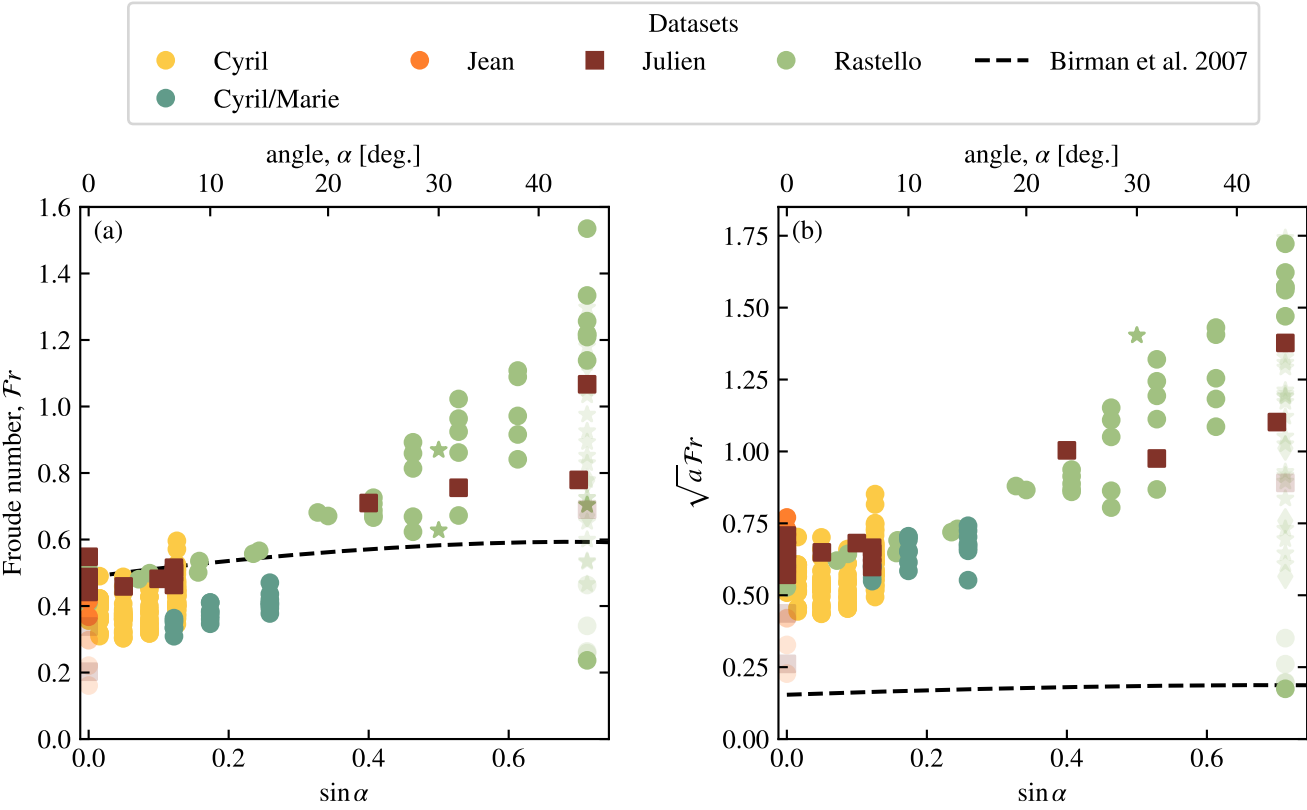 Datasets
Cyril Jean Julien Rastello Birman et al. 2007
Cyril/Marie
angle, α [deg.]
0 10 20 30 40
(a)
1.6
1.4
1.2
1.0
0.8
0.6
0.4
0.2
0.0
Froude number, ℱr
0.0 0.2 0.4 0.6
sin α
angle, α [deg.]
0 10 20 30 40
(b)
1.75
1.50
1.25
1.00
0.75
0.50
0.25
0.00
√aℱr
0.0 0.2 0.4 0.6
sin α